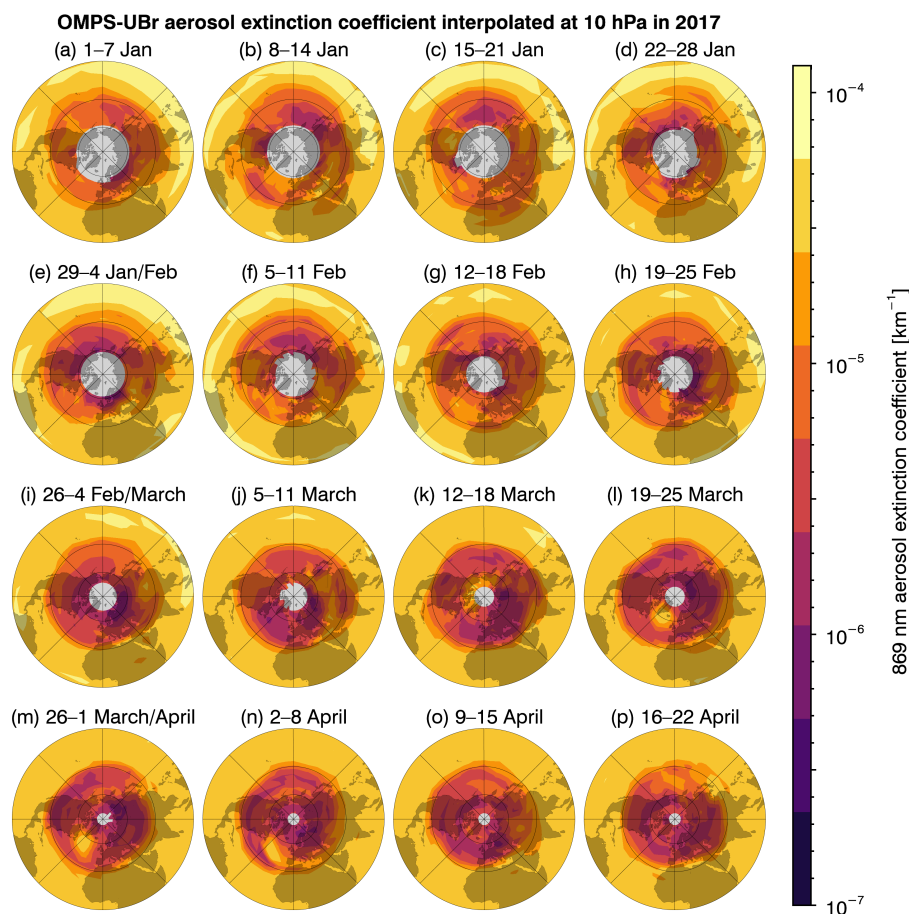 OMPS-UBr aerosol extinction coefficient interpolated at 10 hPa in 2017
(a) 1–7 Jan
(b) 8–14 Jan
(c) 15–21 Jan
(d) 22–28 Jan
(e) 29–4 Jan/Feb
(f) 5–11 Feb
(g) 12–18 Feb
(h) 19–25 Feb
(i) 26–4 Feb/March
(j) 5–11 March
(k) 12–18 March
(l) 19–25 March
(m) 26–1 March/April
(n) 2–8 April
(o) 9–15 April
(p) 16–22 April
10⁻⁴
10⁻⁵
10⁻⁶
10⁻⁷
869 nm aerosol extinction coefficient [km⁻¹]